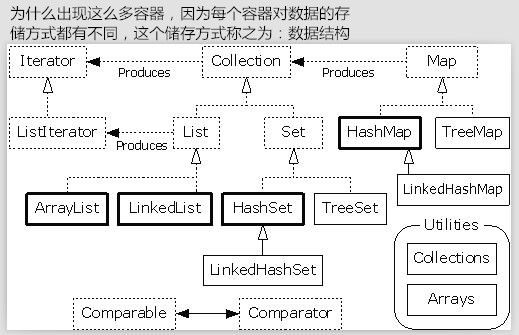 为什么出现这么多容器，因为每个容器对数据的存
储方式都有不同，这个储存方式称之为：数据结构
Iterator
Produces
Collection
Produces
Map
ListIterator
Produces
List
Set
HashMap
TreeMap
ArrayList
LinkedList
HashSet
TreeSet
LinkedHashMap
LinkedHashSet
Utilities
Collections
Arrays
Comparable
Comparator